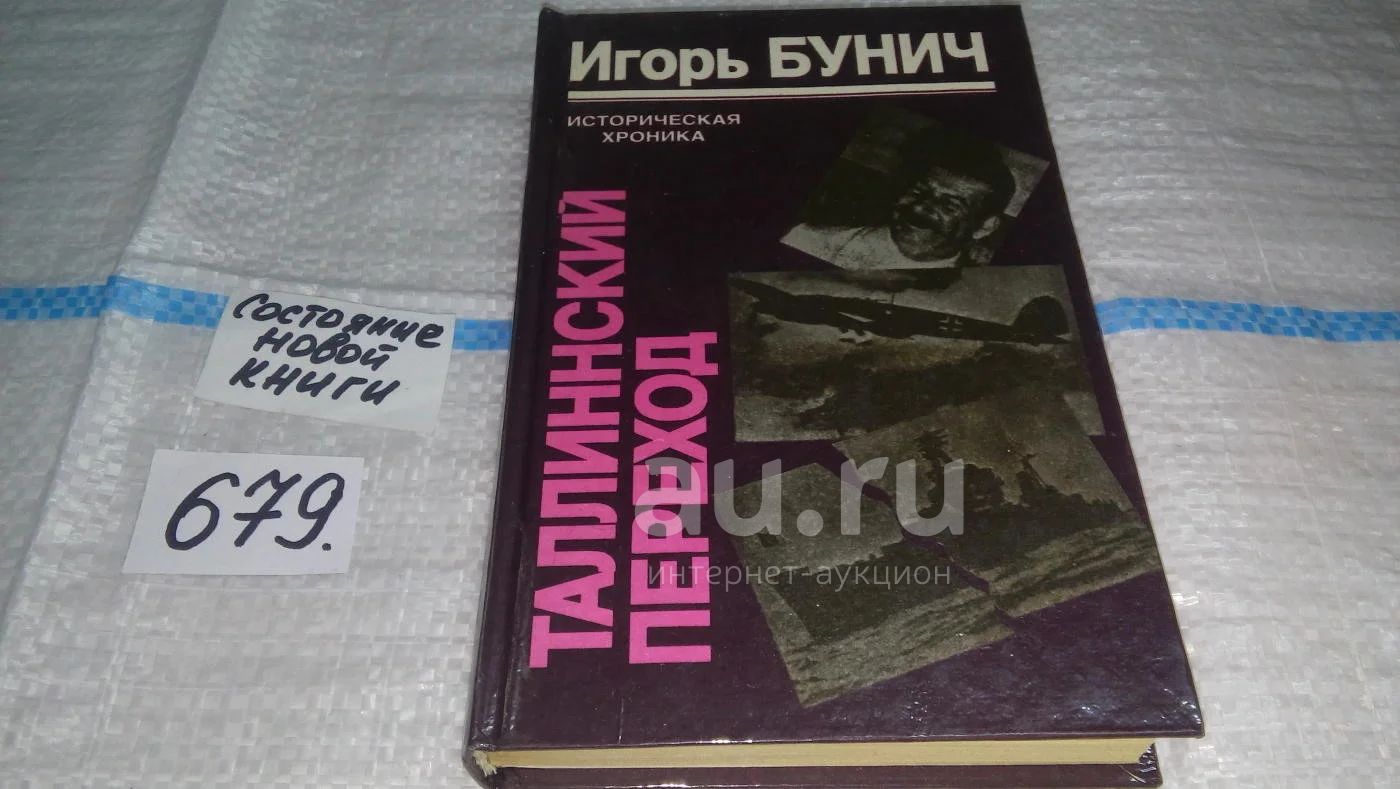 Игорь БУНИЧ
ИСТОРИЧЕСКАЯ
ХРОНИКА
ТАЛЛИННСКИЙ
ПЕРЕХОД
состояние
новой
книги
679.
au.ru
интернет-аукцион